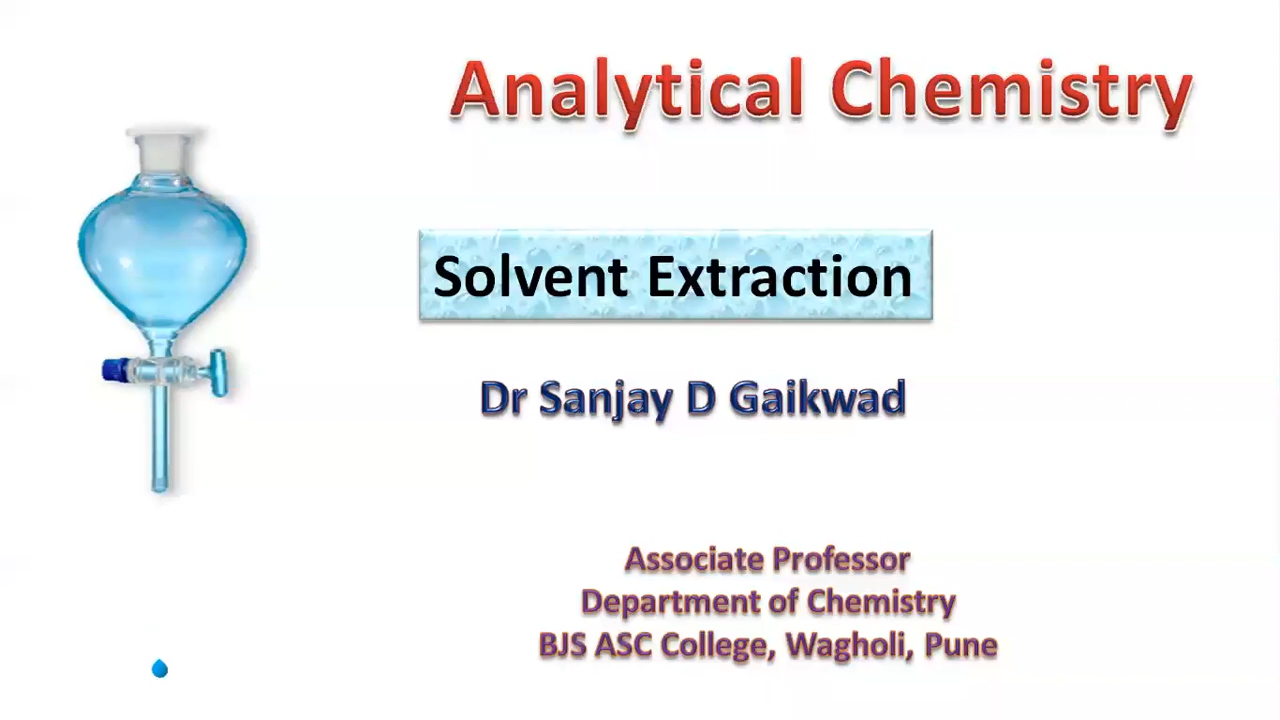 Analytical Chemistry
Solvent Extraction
Dr Sanjay D Gaikwad
Associate Professor
Department of Chemistry
BJS ASC College, Wagholi, Pune